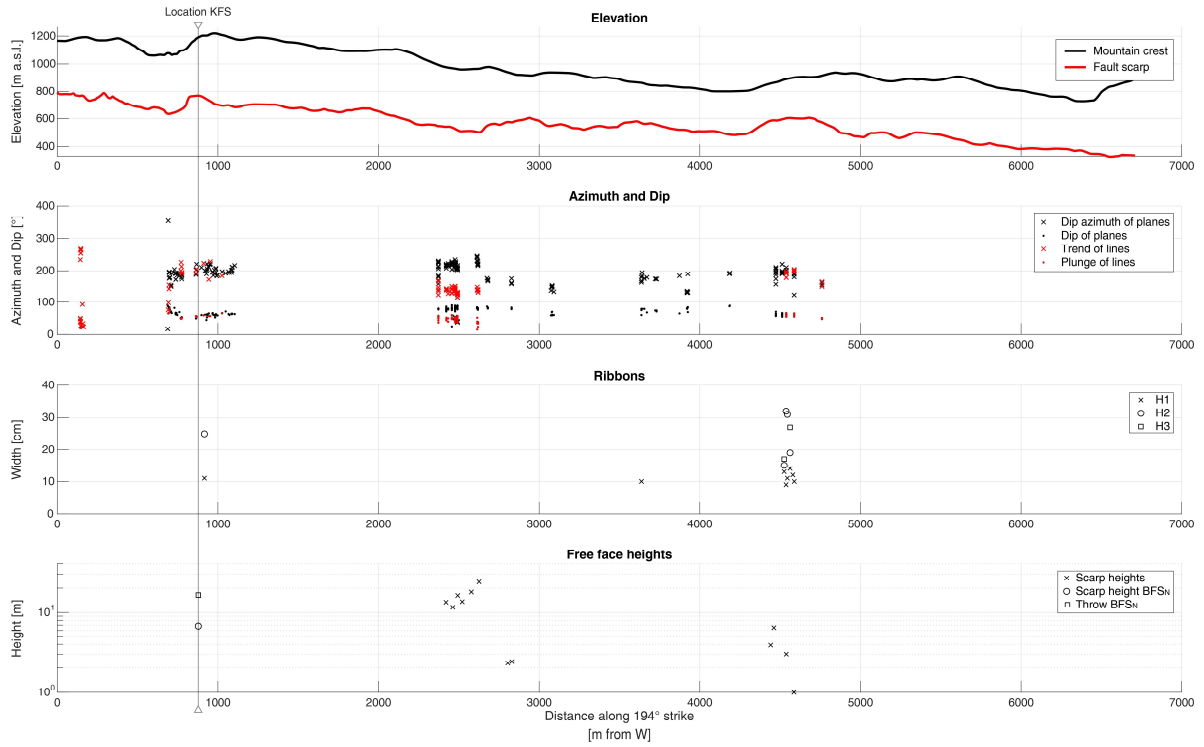 Location KFS
Elevation
1200
1000
800
600
400
Elevation [m a.s.l.]
Mountain crest
Fault scarp
0 1000 2000 3000 4000 5000 6000 7000
Azimuth and Dip
400
300
200
100
0
Azimuth and Dip [°]
Dip azimuth of planes
Dip of planes
Trend of lines
Plunge of lines
0 1000 2000 3000 4000 5000 6000 7000
Ribbons
40
30
20
10
0
Width [cm]
H1
H2
H3
0 1000 2000 3000 4000 5000 6000 7000
Free face heights
10¹
10⁰
Height [m]
Scarp heights
Scarp height BFSN
Throw BFSN
0 1000 2000 3000 4000 5000 6000 7000
Distance along 194° strike
[m from W]